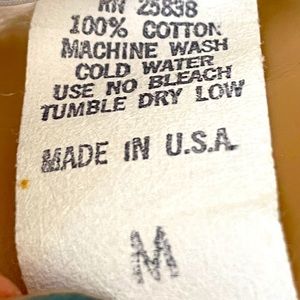 RN 25838
100% COTTON
MACHINE WASH
COLD WATER
USE NO BLEACH
TUMBLE DRY LOW
MADE IN U.S.A.
M